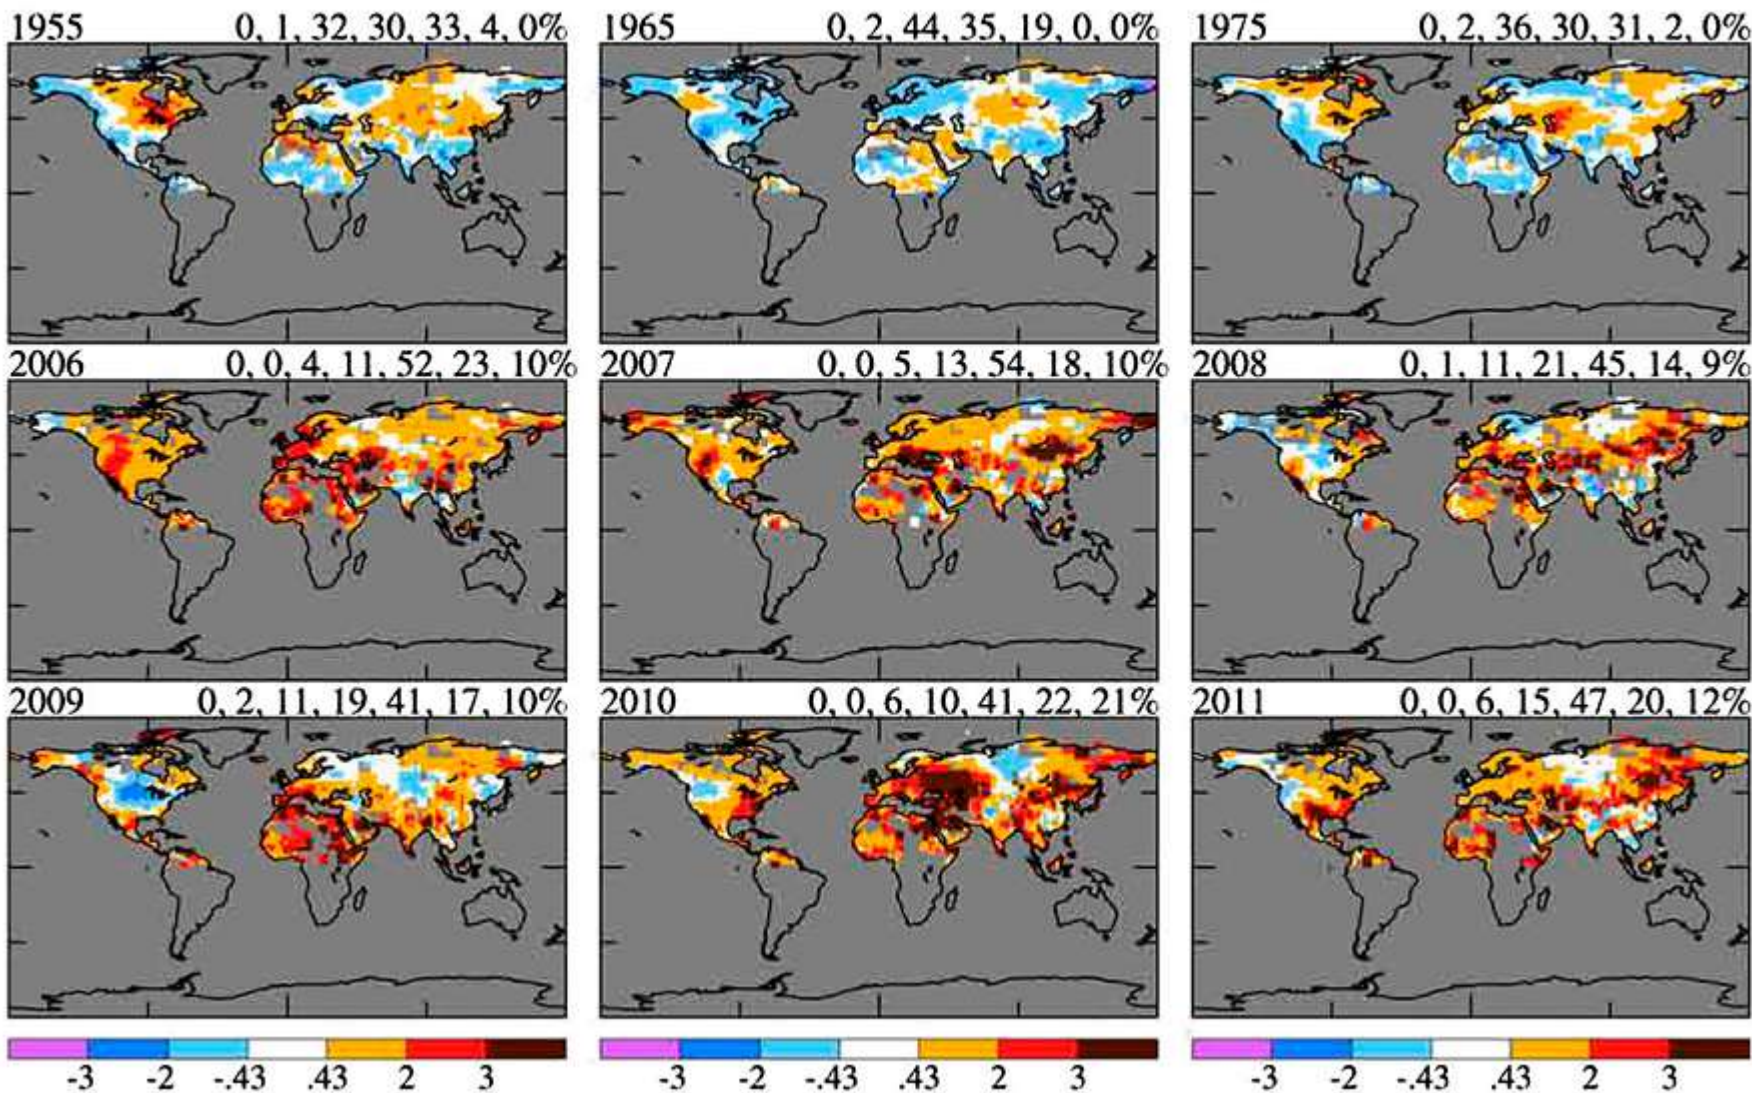 1955 0, 1, 32, 30, 33, 4, 0%
1965 0, 2, 44, 35, 19, 0, 0%
1975 0, 2, 36, 30, 31, 2, 0%
2006 0, 0, 4, 11, 52, 23, 10%
2007 0, 0, 5, 13, 54, 18, 10%
2008 0, 1, 11, 21, 45, 14, 9%
2009 0, 2, 11, 19, 41, 17, 10%
2010 0, 0, 6, 10, 41, 22, 21%
2011 0, 0, 6, 15, 47, 20, 12%
-3 -2 -.43 .43 2 3
-3 -2 -.43 .43 2 3
-3 -2 -.43 .43 2 3